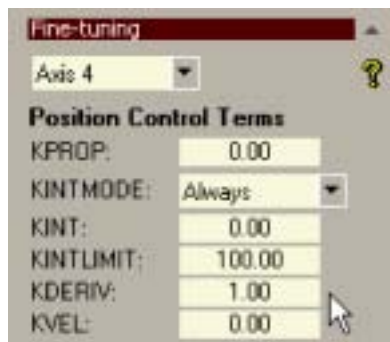 Fine-tuning
Axis 4
Position Control Terms
KPROP: 0.00
KINTMODE: Always
KINT: 0.00
KINTLIMIT: 100.00
KDERIV: 1.00
KVEL: 0.00